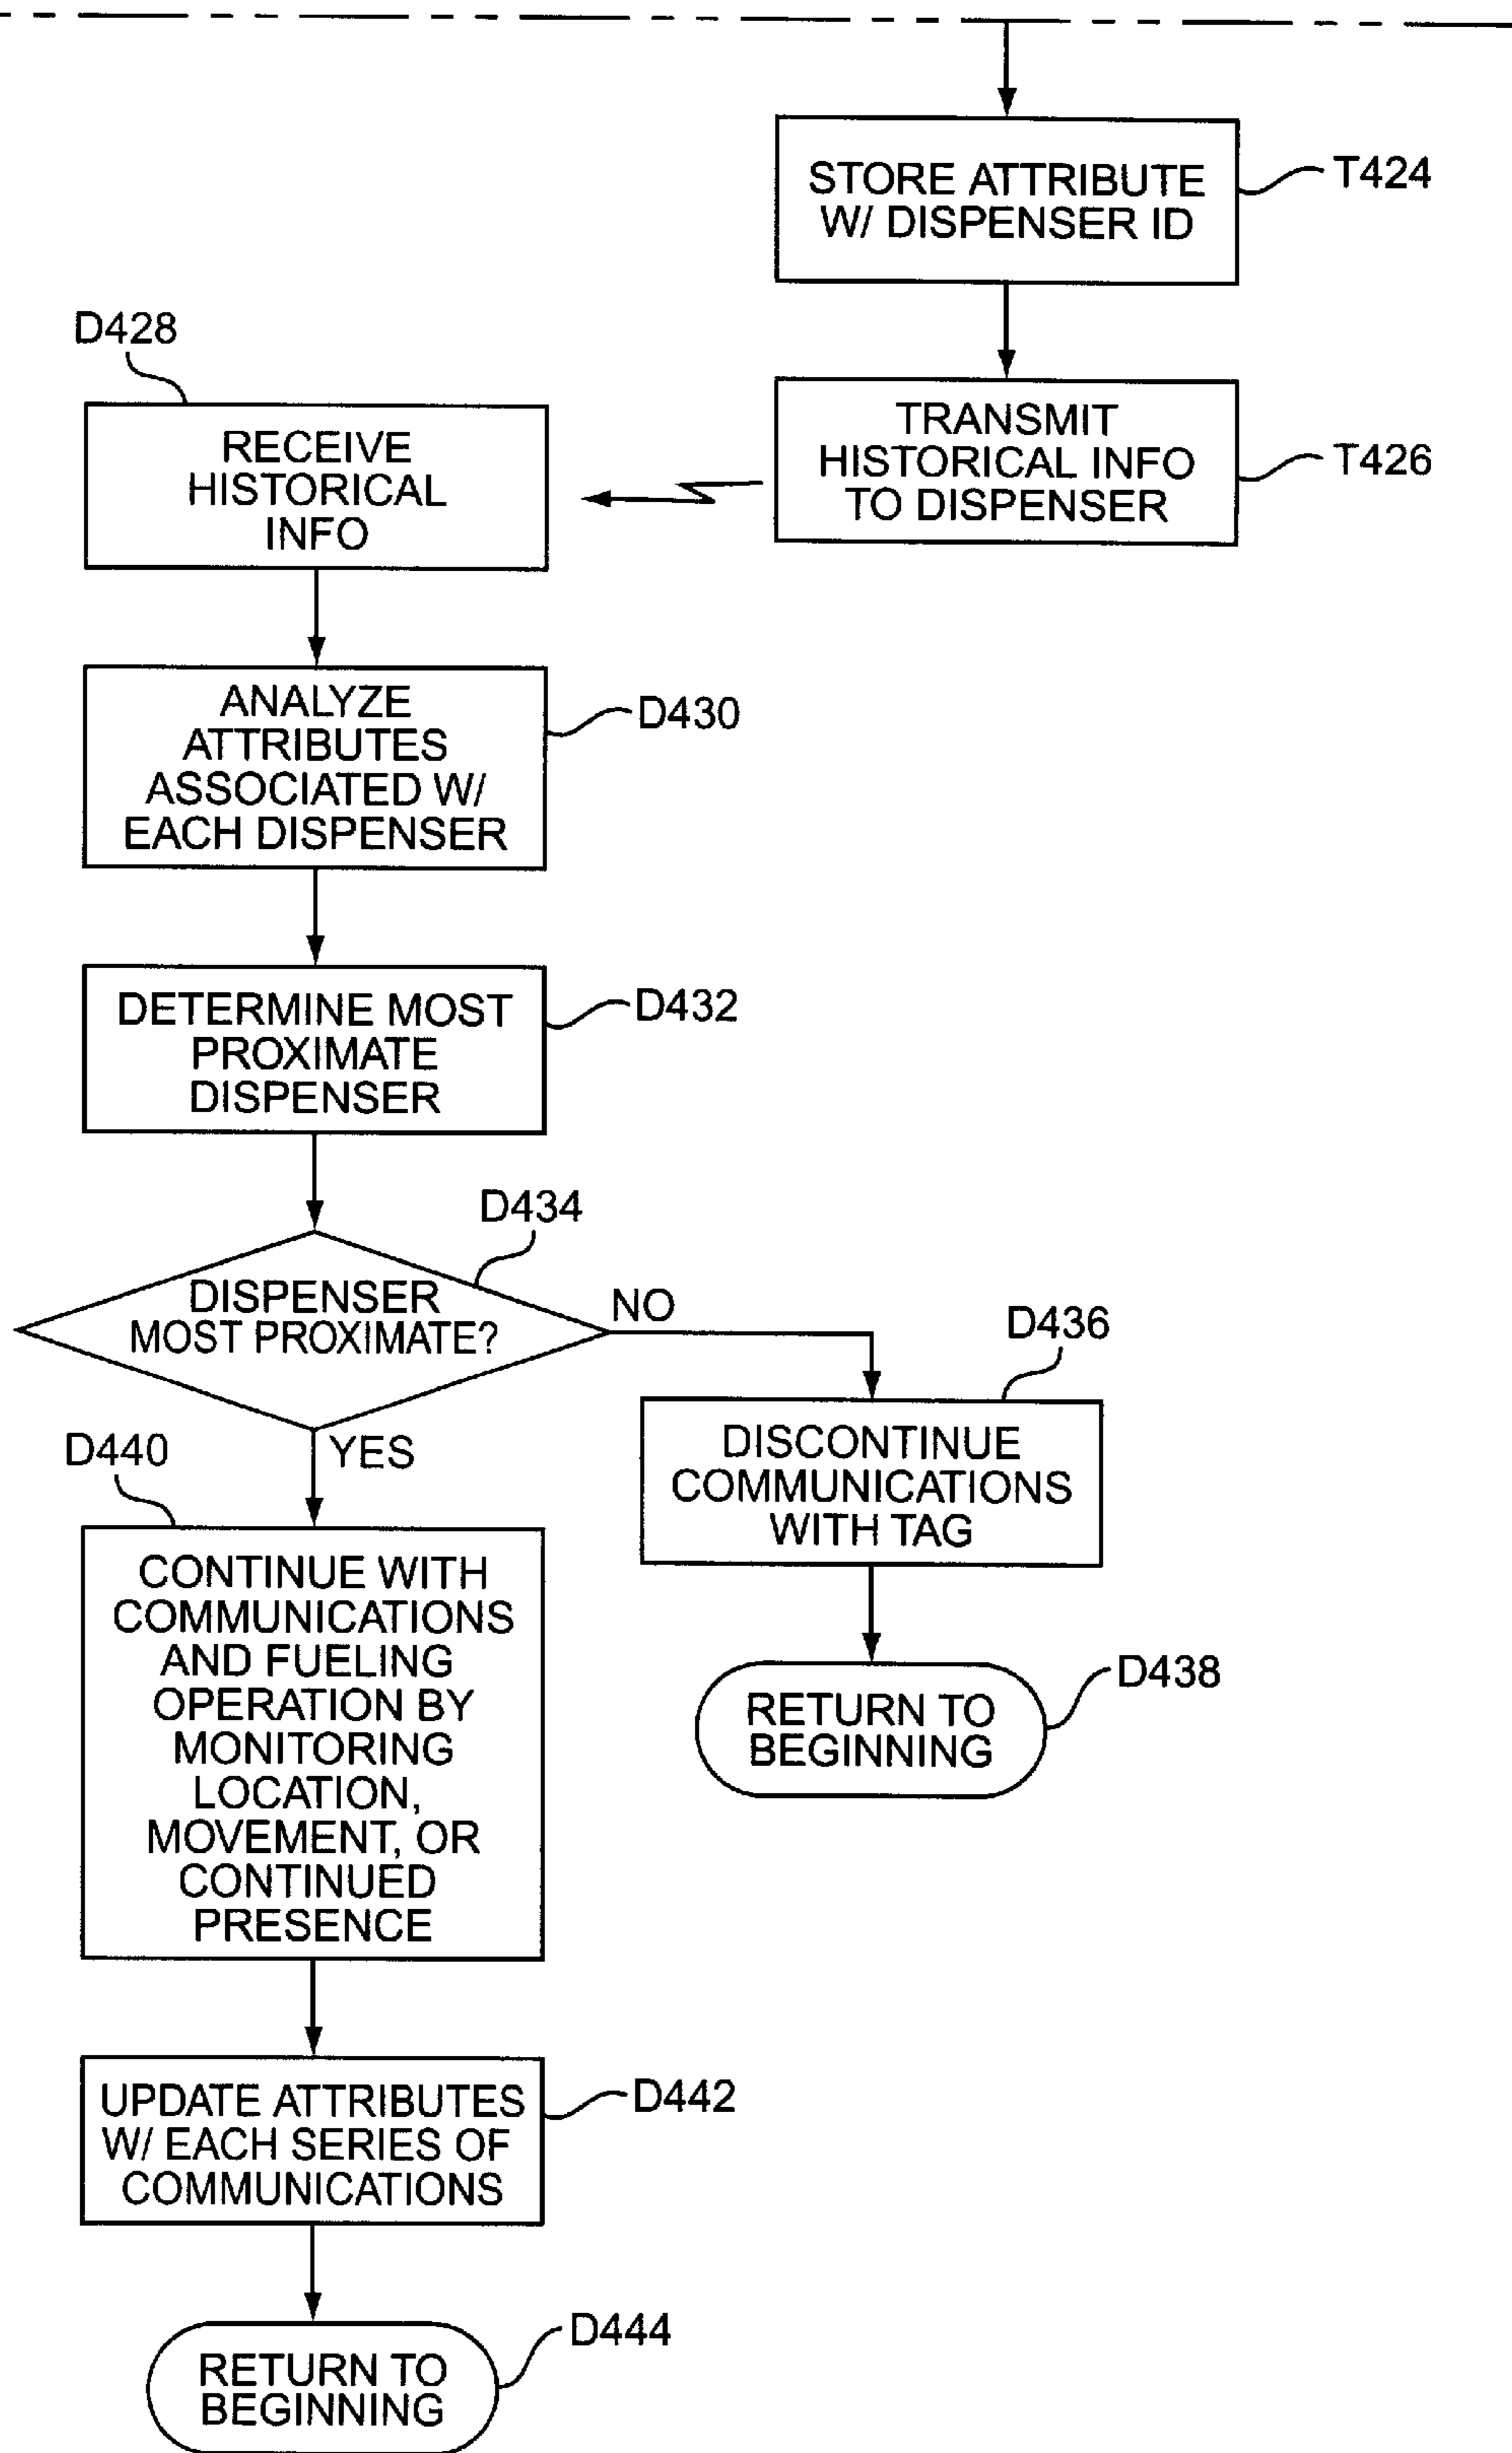 STORE ATTRIBUTE
W/ DISPENSER ID
T424
D428
TRANSMIT
HISTORICAL INFO
TO DISPENSER
T426
RECEIVE
HISTORICAL
INFO
ANALYZE
ATTRIBUTES
ASSOCIATED W/
EACH DISPENSER
D430
DETERMINE MOST
PROXIMATE
DISPENSER
D432
D434
DISPENSER
MOST PROXIMATE?
NO
D436
YES
D440
DISCONTINUE
COMMUNICATIONS
WITH TAG
CONTINUE WITH
COMMUNICATIONS
AND FUELING
OPERATION BY
MONITORING
LOCATION,
MOVEMENT, OR
CONTINUED
PRESENCE
RETURN TO
BEGINNING
D438
UPDATE ATTRIBUTES
W/ EACH SERIES OF
COMMUNICATIONS
D442
RETURN TO
BEGINNING
D444